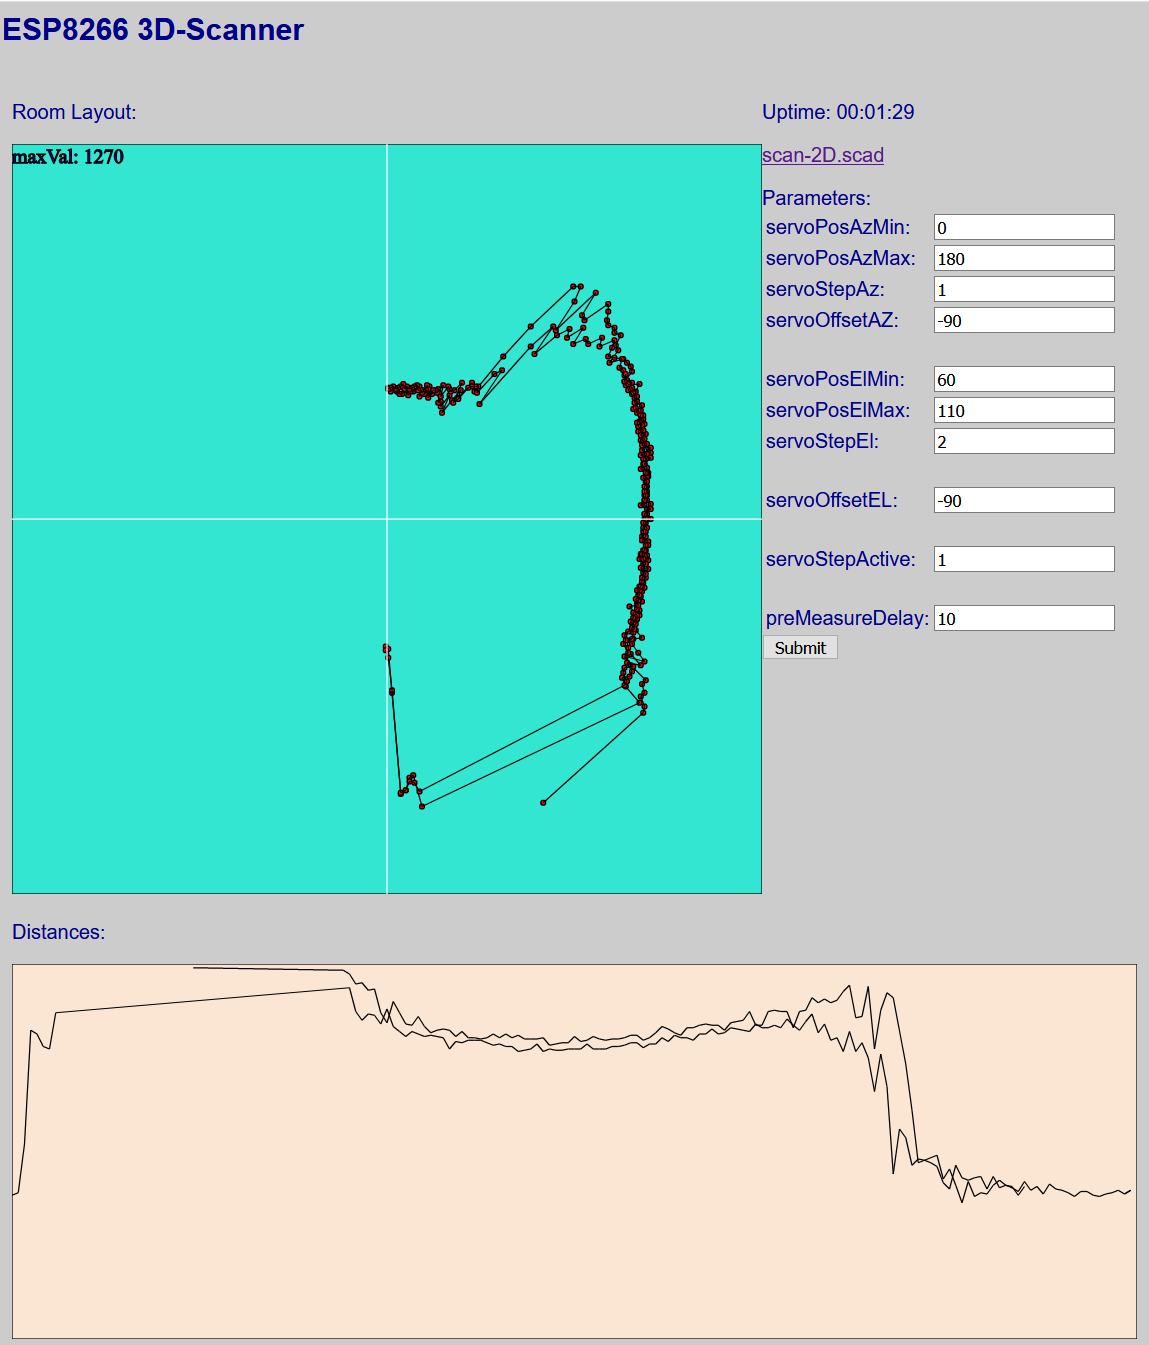 ESP8266 3D-Scanner
Room Layout:
maxVal: 1270
Uptime: 00:01:29
scan-2D.scad
Parameters:
servoPosAzMin: 0
servoPosAzMax: 180
servoStepAz: 1
servoOffsetAZ: -90
servoPosElMin: 60
servoPosElMax: 110
servoStepEl: 2
servoOffsetEL: -90
servoStepActive: 1
preMeasureDelay: 10
Submit
Distances: